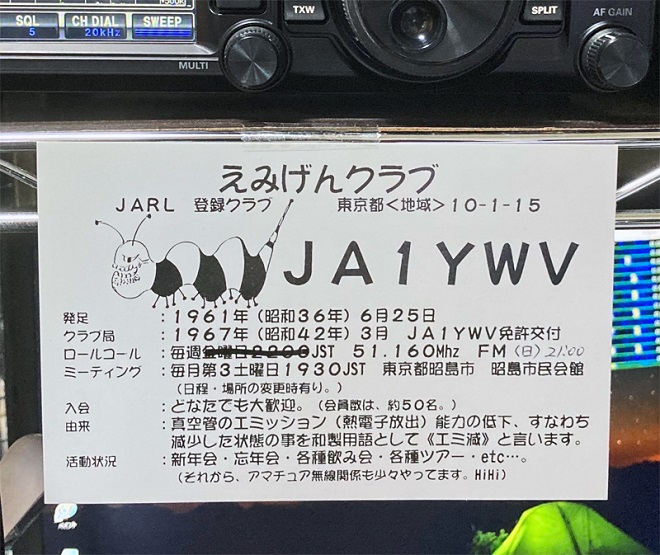 SQL
5
CH DIAL
20kHz
SWEEP
MULTI
TXW
SPLIT
AF GAIN
えみげんクラブ
JARL 登録クラブ 東京都<地域>10-1-15
JA1YWV
発足 :1961年(昭和36年)6月25日
クラブ局 :1967年(昭和42年)3月 JA1YWV免許交付
ロールコール :毎週金曜日2200JST 51.160Mhz FM (日) 21:00
ミーティング :毎月第3土曜日1930JST 東京都昭島市 昭島市民会館
(日程・場所の変更時有り。)
入会 :どなたでも大歓迎。(会員数は、約50名。)
由来 :真空管のエミッション(熱電子放出)能力の低下、すなわち
減少した状態の事を和製用語として《エミ減》と言います。
活動状況 :新年会・忘年会・各種飲み会・各種ツアー・etc…。
(それから、アマチュア無線関係も少々やってます。HiHi)